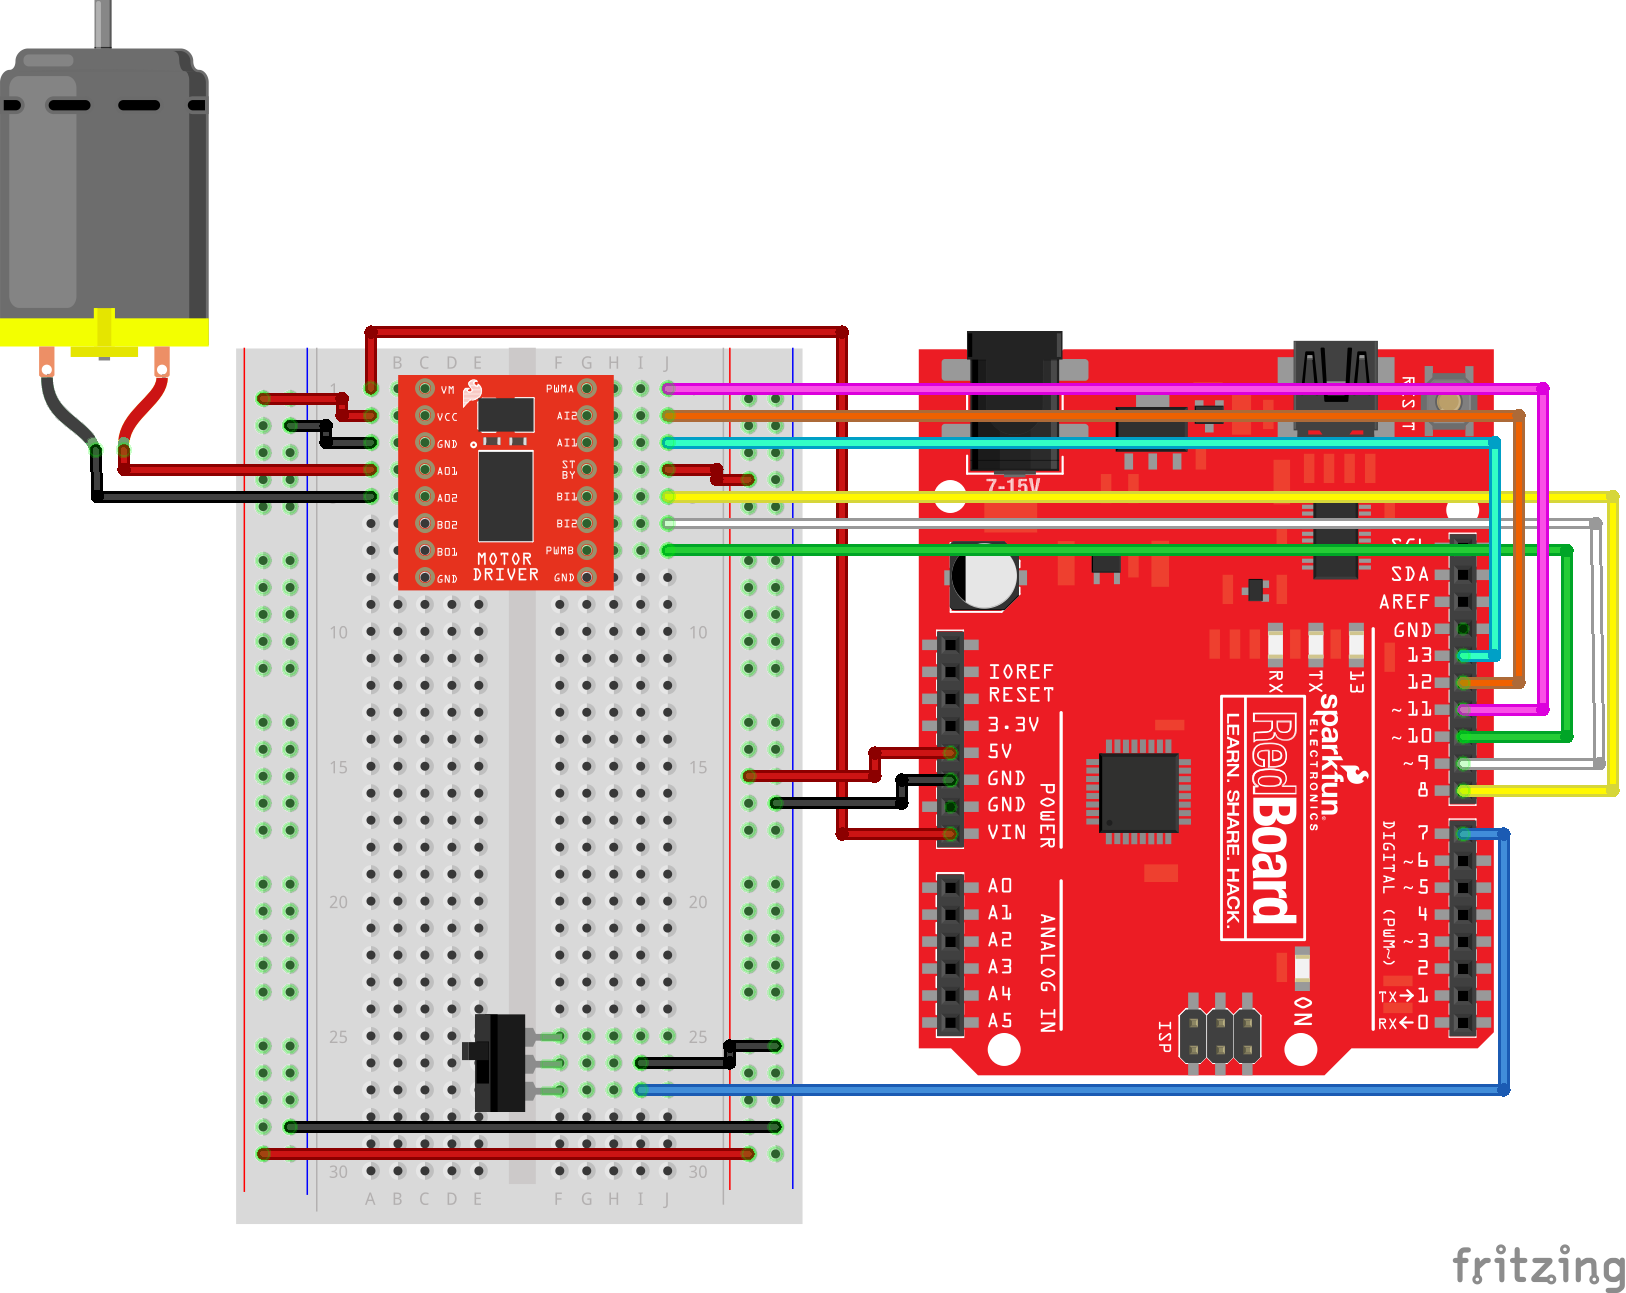 A B C D E F G H I J
1
10 10
15 15
20 20
25 25
30 30
A B C D E F G H I J
VM
VCC
GND
AO1
AO2
BO2
BO1
GND
PWMA
AI2
AI1
ST
BY
BI1
BI2
PWMB
GND
MOTOR
DRIVER
7-15V
RESET
SCL
SDA
AREF
GND
13
12
~11
~10
~9
8
7
~6
~5
4
~3
2
TX→1
RX←0
DIGITAL (PWM~)
IOREF
RESET
3.3V
5V
GND
GND
VIN
POWER
A0
A1
A2
A3
A4
A5
ANALOG IN
RX
TX
13
sparkfun
ELECTRONICS
RedBoard
LEARN. SHARE. HACK.
ON
ISP
fritzing